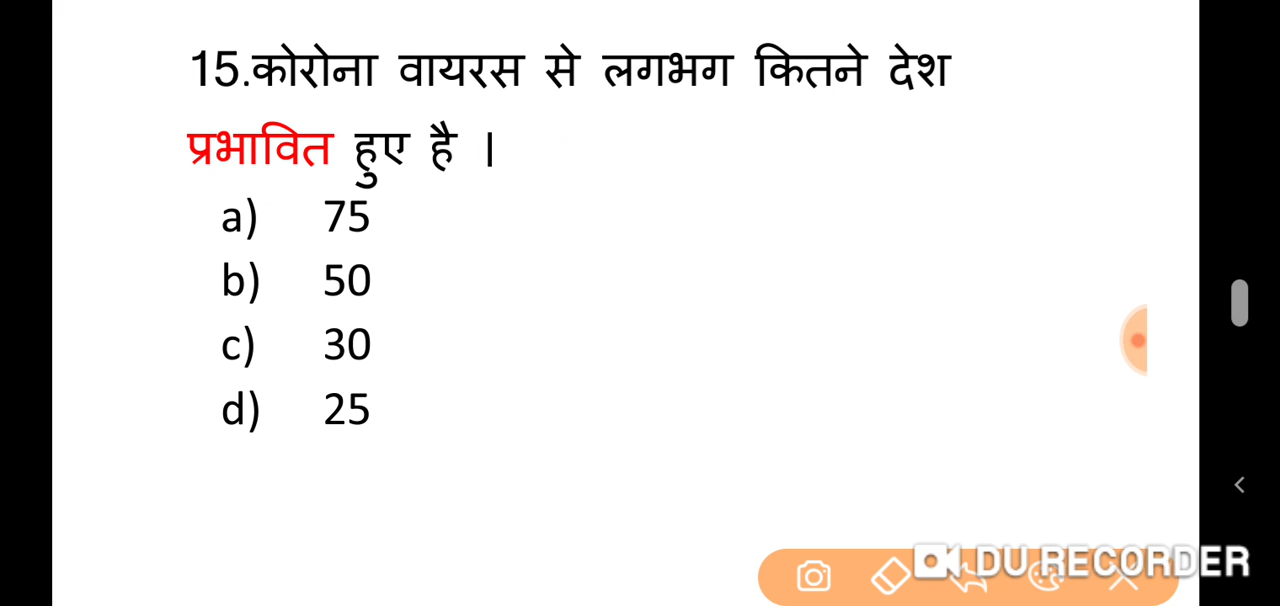 15.कोरोना वायरस से लगभग कितने देश
प्रभावित हुए है ।
a) 75
b) 50
c) 30
d) 25
DU RECORDER